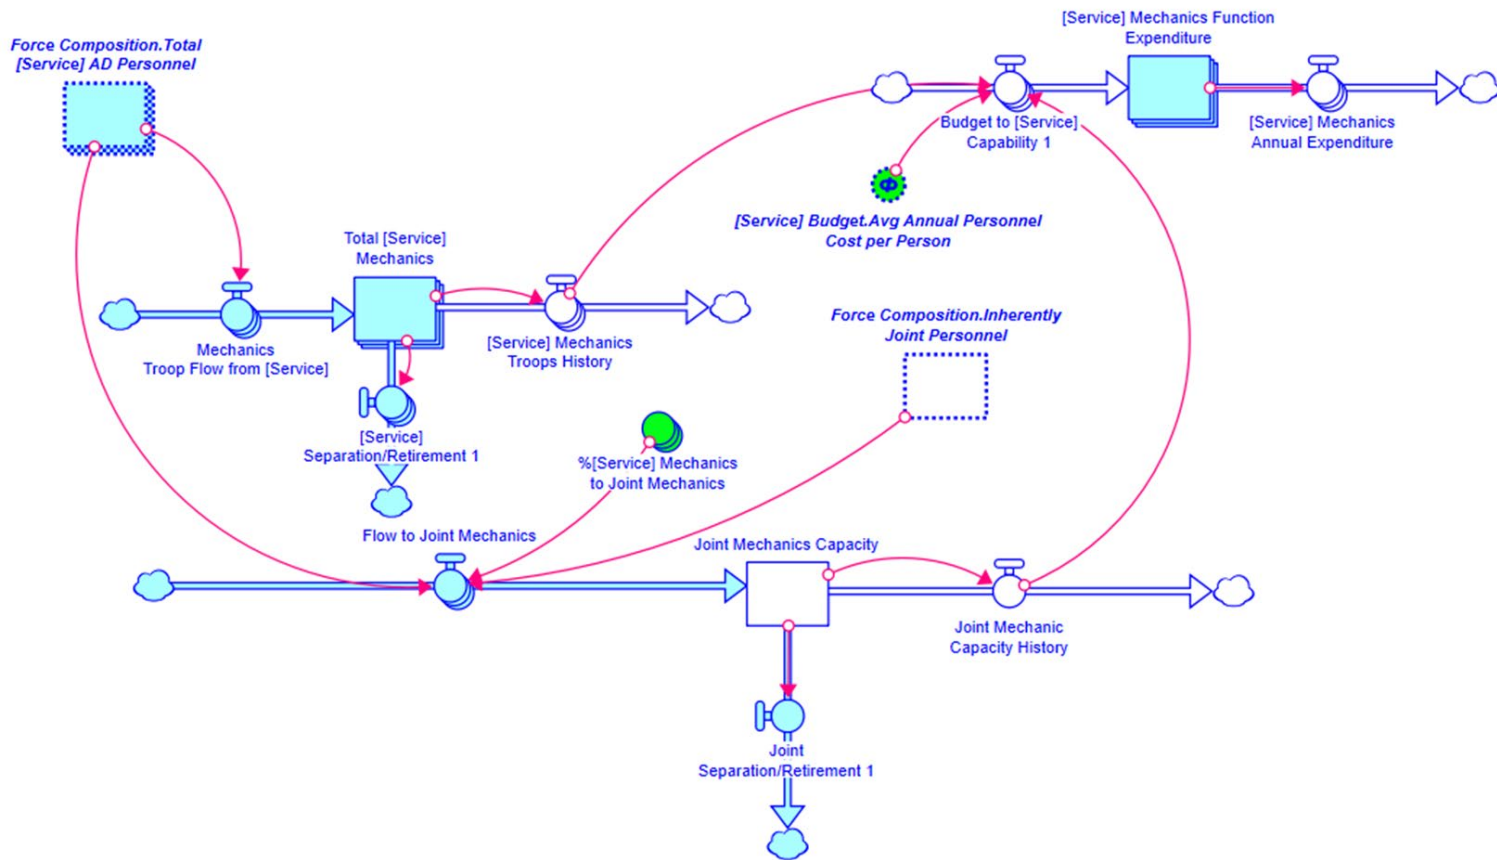 [Service] Mechanics Function
Expenditure
Force Composition.Total
[Service] AD Personnel
Budget to [Service]
Capability 1
[Service] Mechanics
Annual Expenditure
Φ
[Service] Budget.Avg Annual Personnel
Cost per Person
Total [Service]
Mechanics
Force Composition.Inherently
Joint Personnel
Mechanics
Troop Flow from [Service]
[Service] Mechanics
Troops History
[Service]
Separation/Retirement 1
%[Service] Mechanics
to Joint Mechanics
Flow to Joint Mechanics
Joint Mechanics Capacity
Joint Mechanic
Capacity History
Joint
Separation/Retirement 1